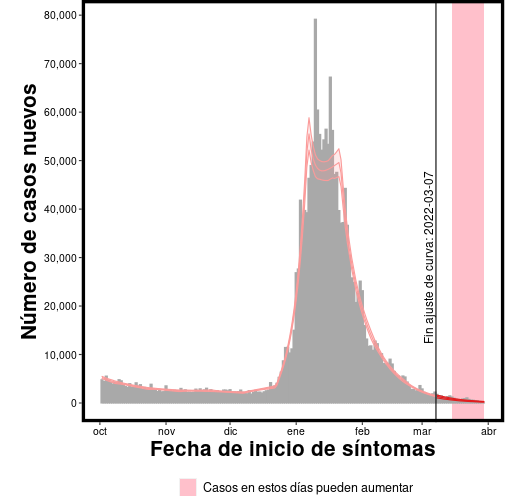 Número de casos nuevos
80,000
70,000
60,000
50,000
40,000
30,000
20,000
10,000
0
Fin ajuste de curva: 2022-03-07
oct nov dic ene feb mar abr
Fecha de inicio de síntomas
Casos en estos días pueden aumentar